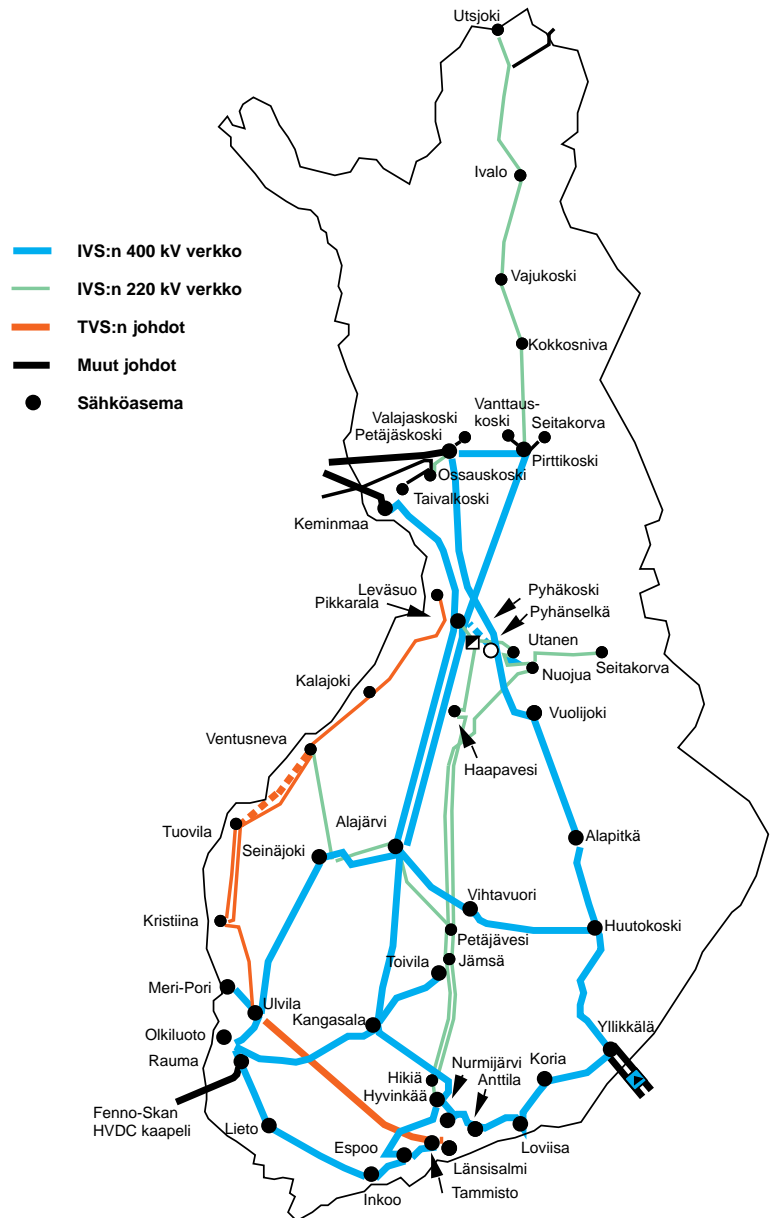 Utsjoki
Ivalo
IVS:n 400 kV verkko
IVS:n 220 kV verkko
TVS:n johdot
Muut johdot
Sähköasema
Vajukoski
Kokkosniva
Valajaskoski
Petäjäskoski
Vanttaus-
koski
Seitakorva
Pirttikoski
Ossauskoski
Taivalkoski
Keminmaa
Leväsuo
Pikkarala
Pyhäkoski
Pyhänselkä
Utanen
Nuojua
Seitakorva
Kalajoki
Vuolijoki
Ventusneva
Haapavesi
Tuovila
Alajärvi
Seinäjoki
Alapitkä
Vihtavuori
Kristiina
Petäjävesi
Huutokoski
Jämsä
Toivila
Meri-Pori
Ulvila
Kangasala
Olkiluoto
Rauma
Yllikkälä
Nurmijärvi
Koria
Anttila
Hikiä
Hyvinkää
Fenno-Skan
HVDC kaapeli
Lieto
Espoo
Loviisa
Länsisalmi
Tammisto
Inkoo